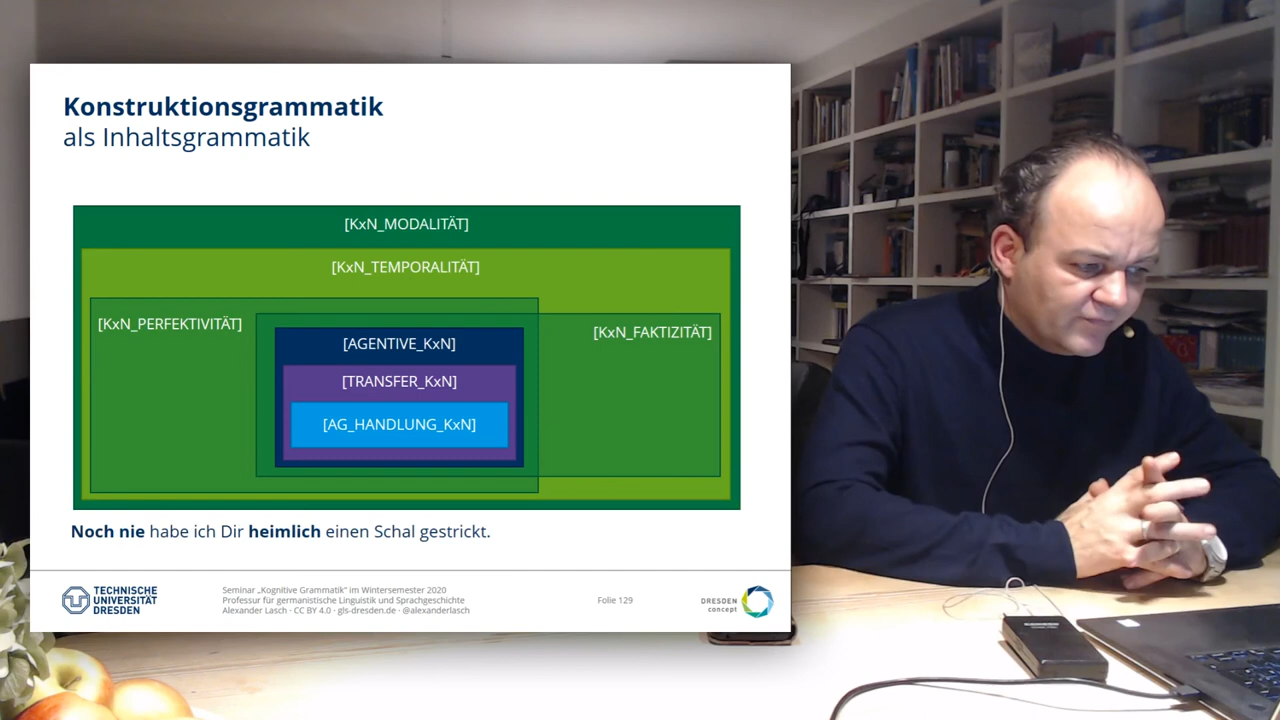 Konstruktionsgrammatik
als Inhaltsgrammatik
[KxN_MODALITÄT]
[KxN_TEMPORALITÄT]
[KxN_PERFEKTIVITÄT]
[KxN_FAKTIZITÄT]
[AGENTIVE_KxN]
[TRANSFER_KxN]
[AG_HANDLUNG_KxN]
Noch nie habe ich Dir heimlich einen Schal gestrickt.
TECHNISCHE
UNIVERSITÄT
DRESDEN
Seminar „Kognitive Grammatik" im Wintersemester 2020
Professur für germanistische Linguistik und Sprachgeschichte
Alexander Lasch · CC BY 4.0 · gls-dresden.de · @alexanderlasch
Folie 129
DRESDEN
concept